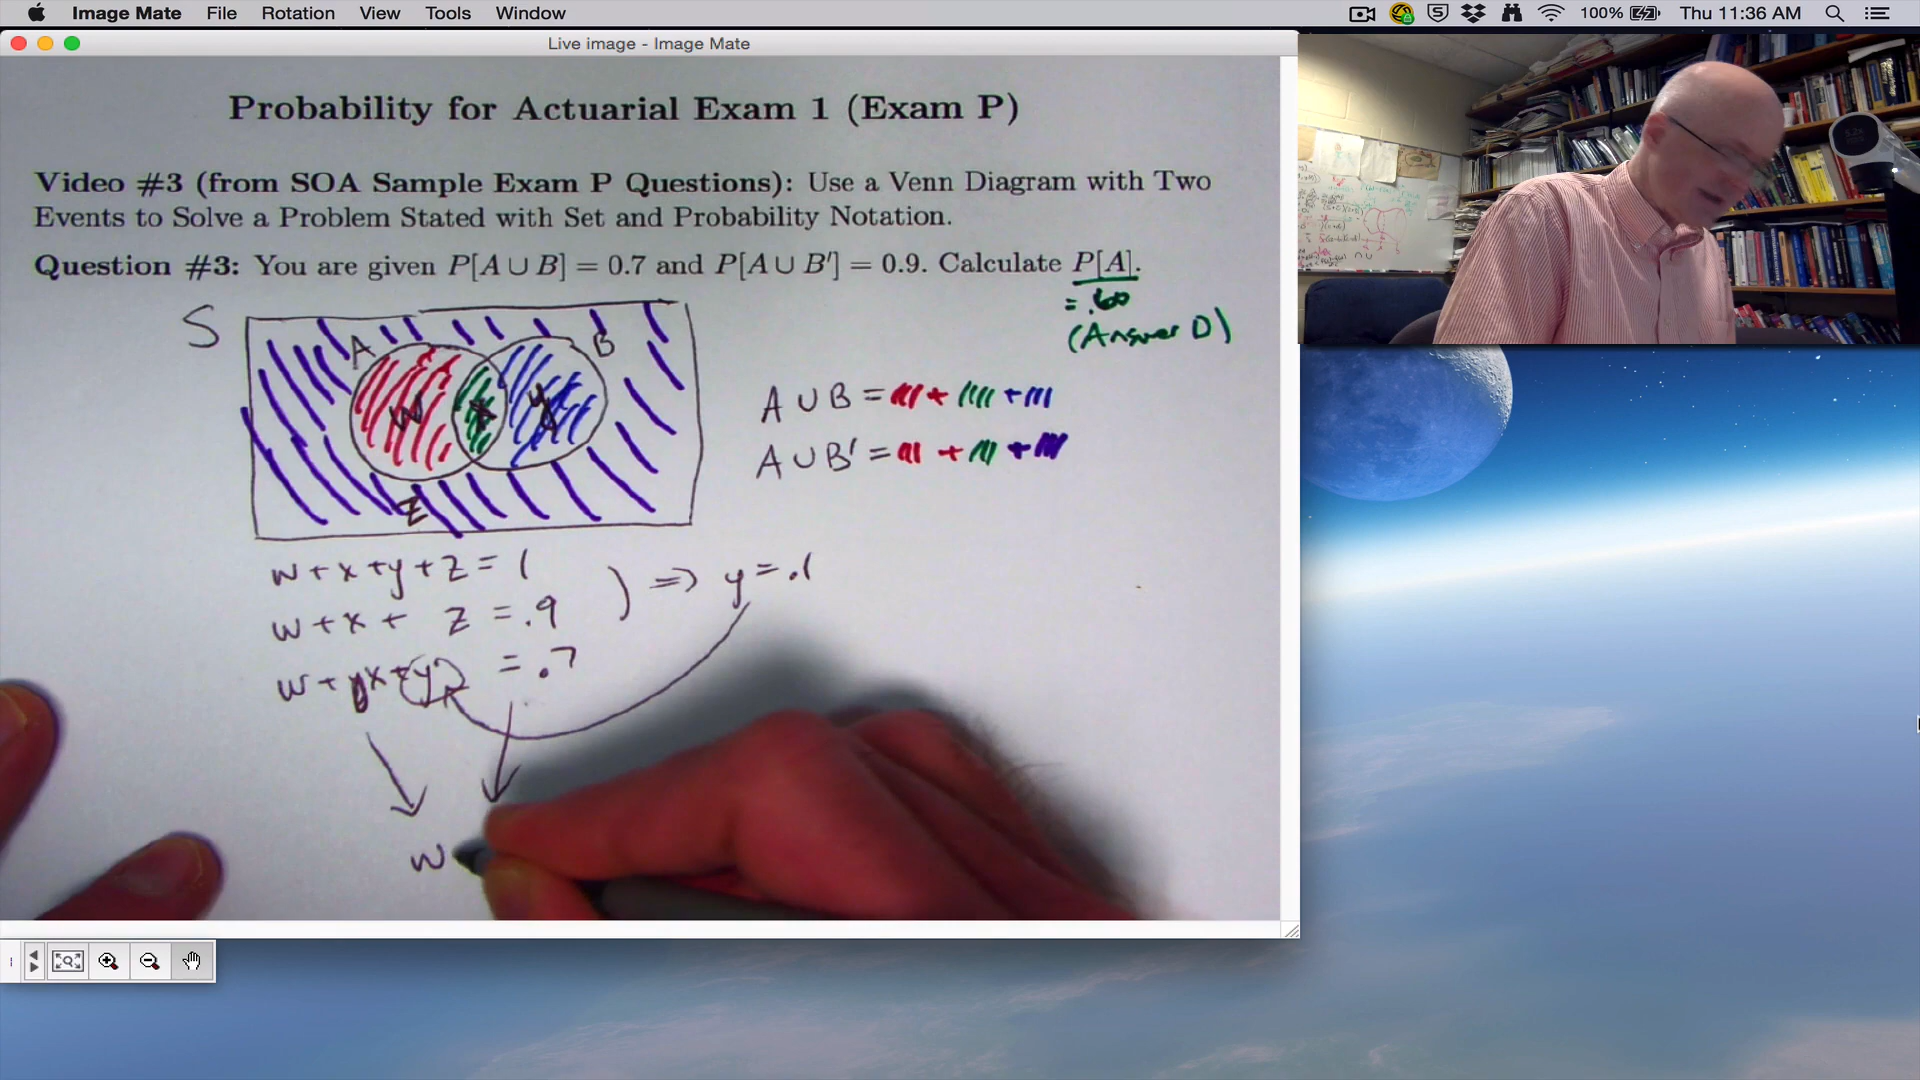 Image Mate File Rotation View Tools Window 100% Thu 11:36 AM
Live image - Image Mate
Probability for Actuarial Exam 1 (Exam P)
Video #3 (from SOA Sample Exam P Questions): Use a Venn Diagram with Two
Events to Solve a Problem Stated with Set and Probability Notation.
Question #3: You are given P[A ∪ B] = 0.7 and P[A ∪ B′] = 0.9. Calculate P[A].
= .60
(Answer D)
S
A B
W X y
Z
A ∪ B = + +
A ∪ B′ = + +
w + x + y + z = 1
w + x + z = .9 ) ⇒ y = .1
w + x + y = .7
w